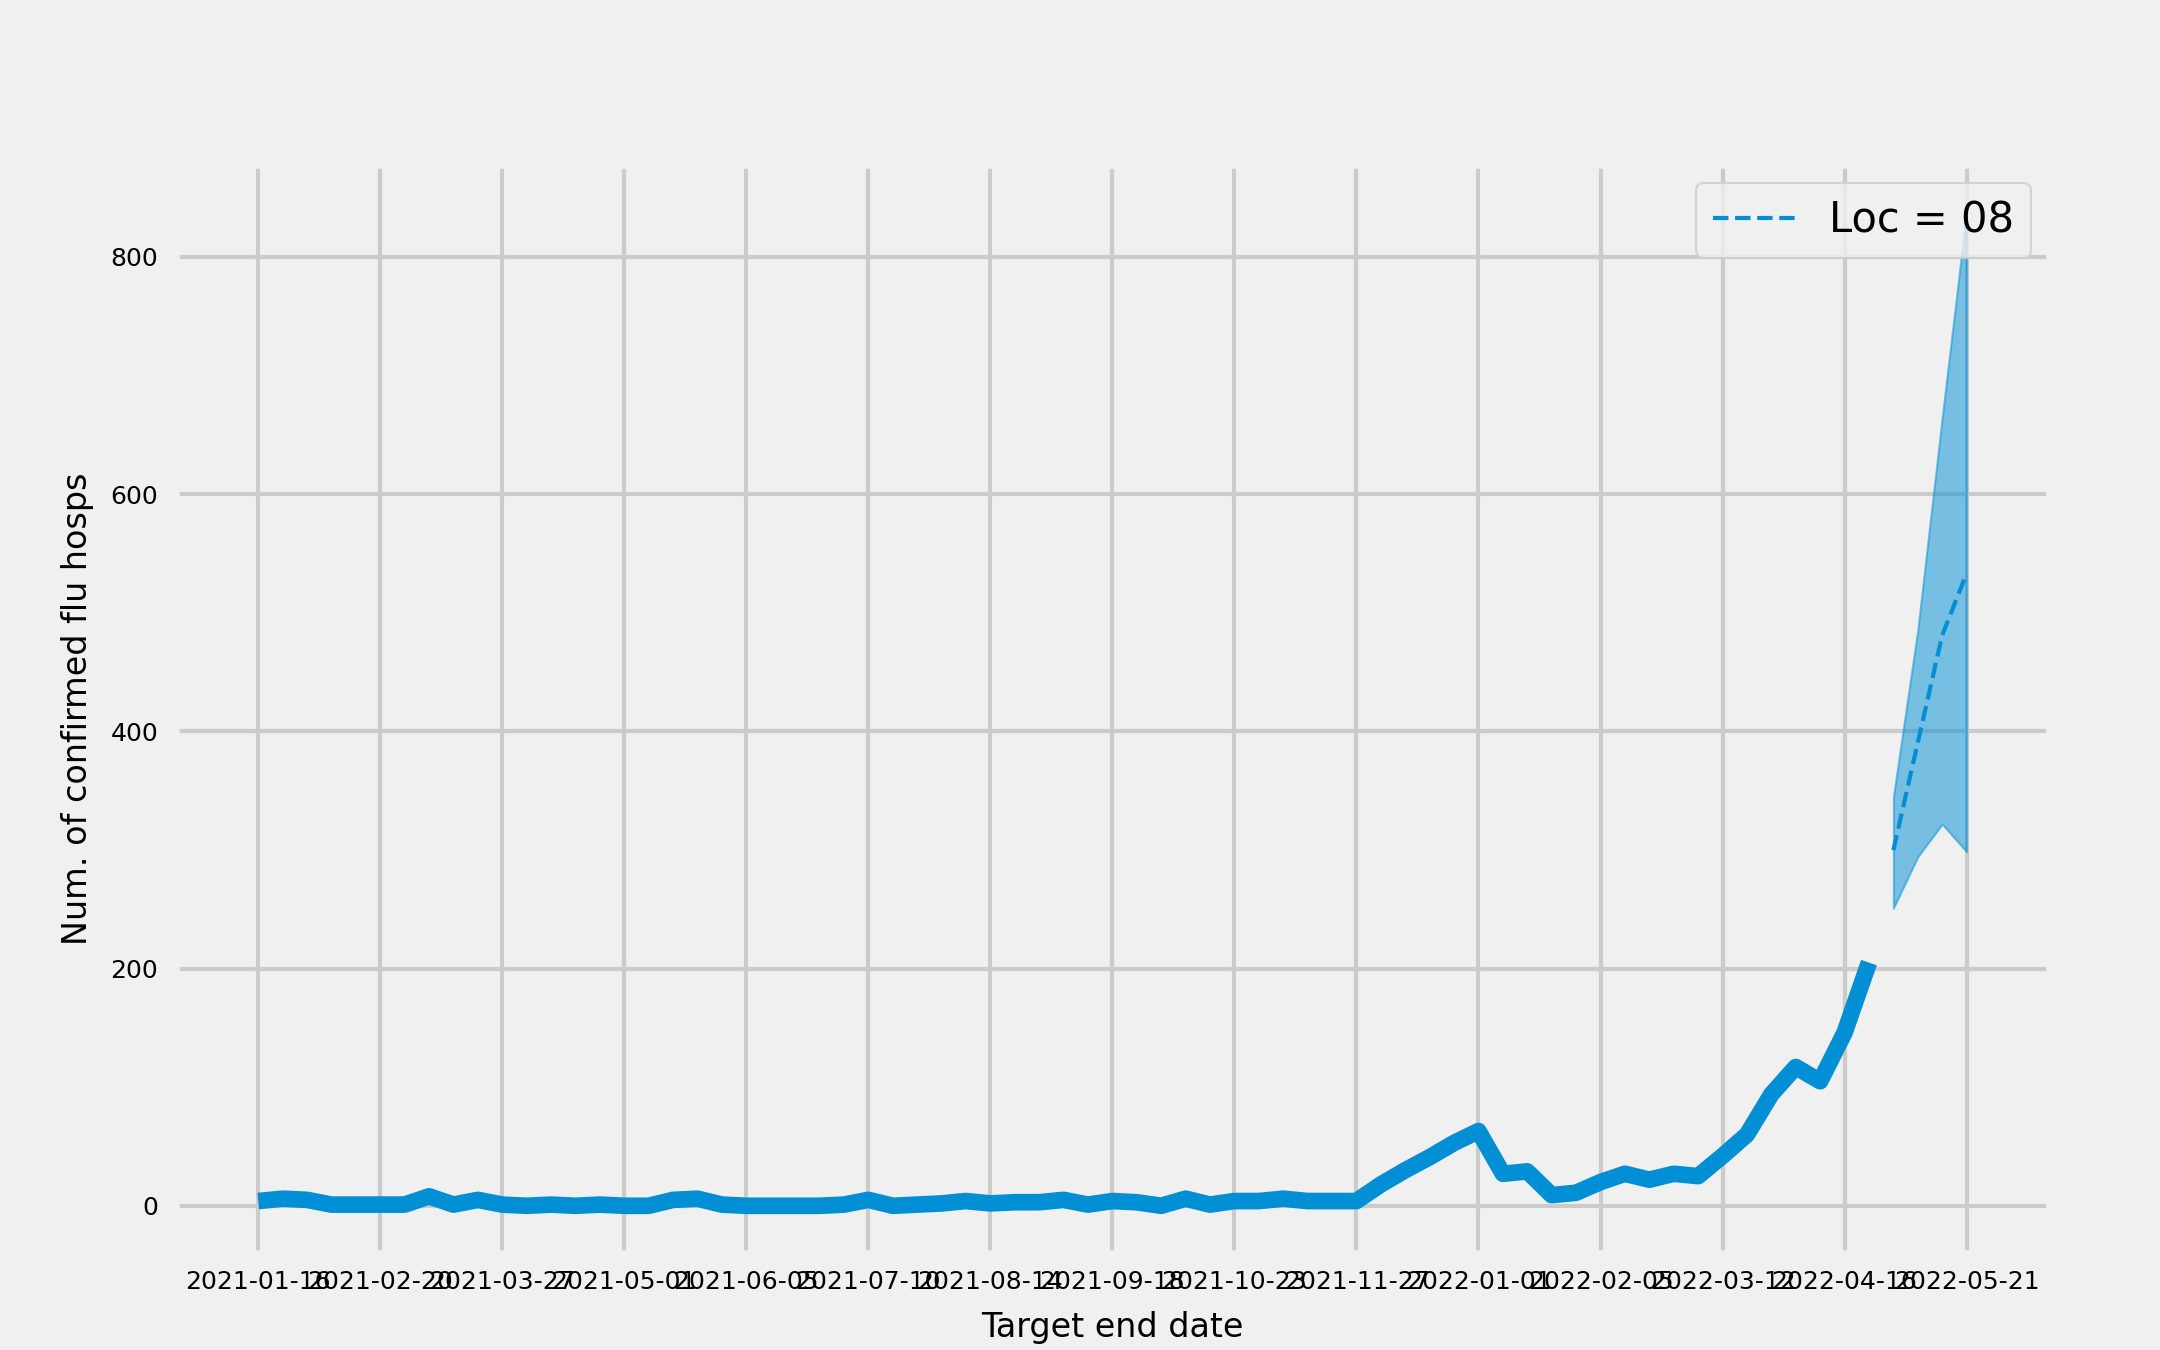 Loc = 08
800
600
400
200
0
Num. of confirmed flu hosps
2021-01-16 2021-02-20 2021-03-27 2021-05-01 2021-06-05 2021-07-10 2021-08-14 2021-09-18 2021-10-23 2021-11-27 2022-01-01 2022-02-05 2022-03-12 2022-04-16 2022-05-21
Target end date